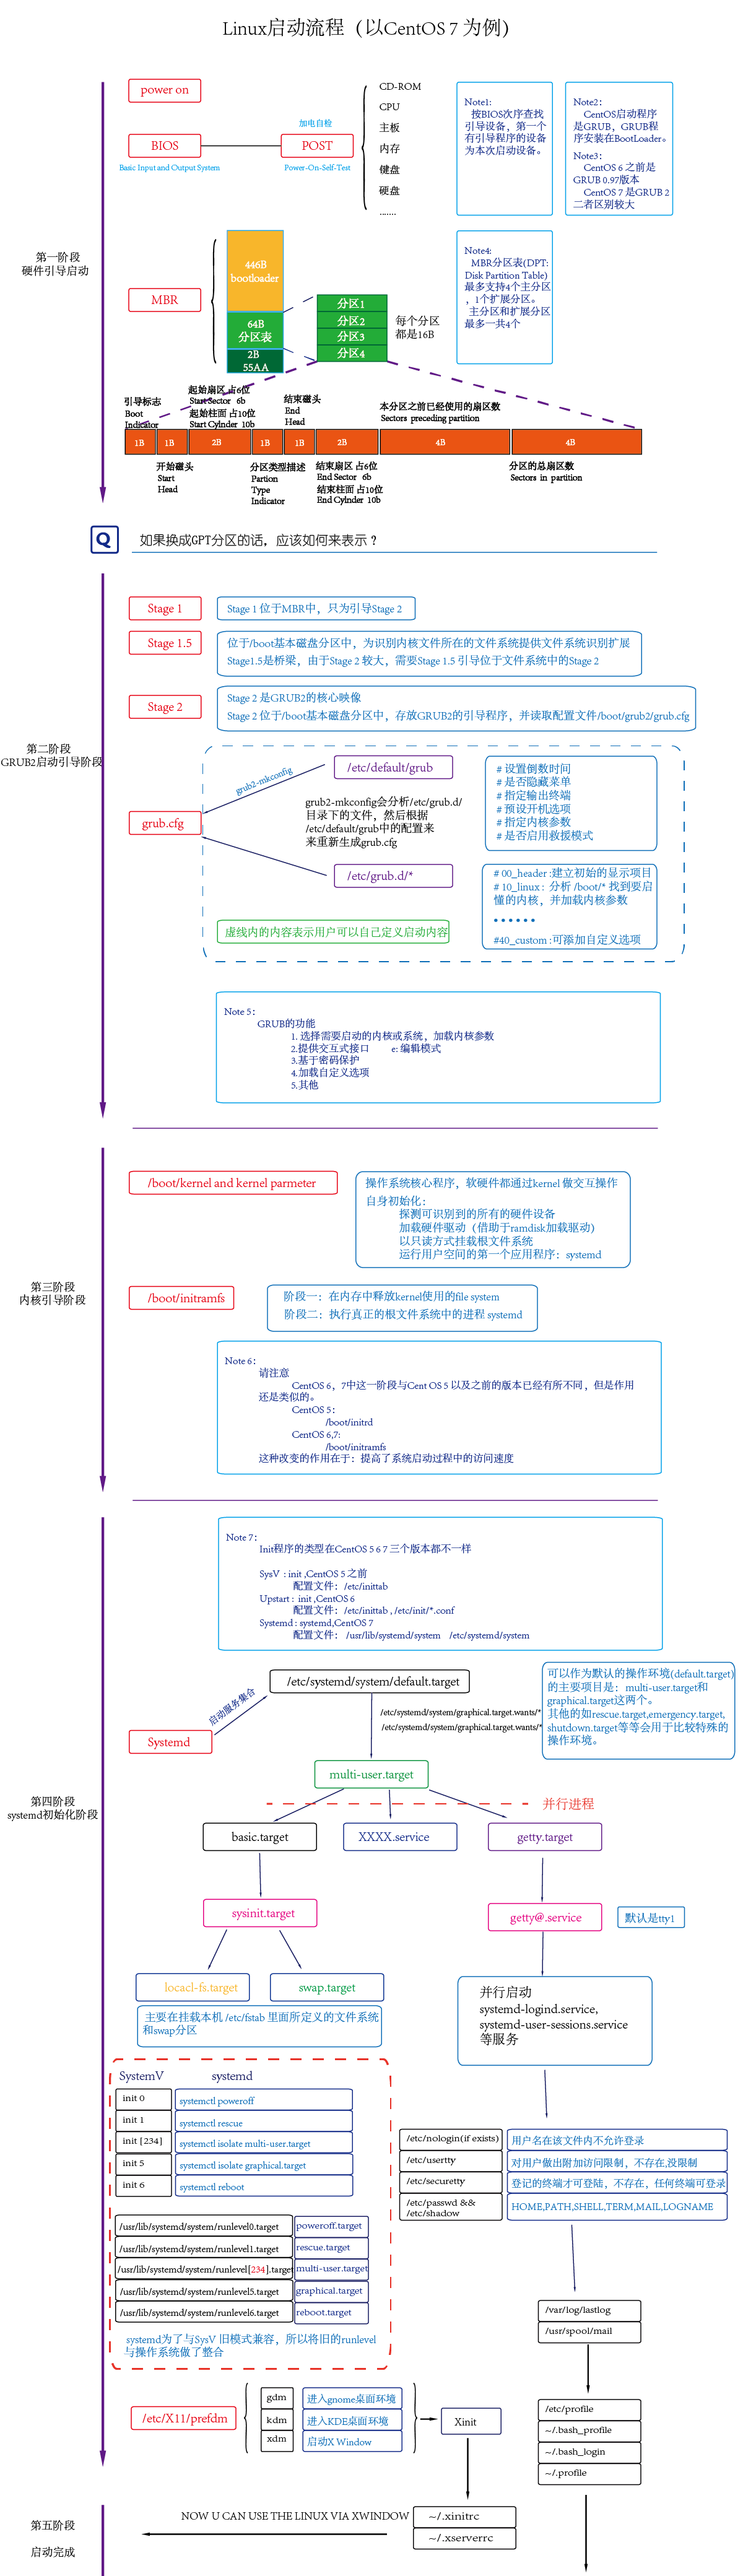 Linux启动流程（以CentOS 7 为例）
power on
BIOS
Basic Input and Output System
加电自检
POST
Power-On-Self-Test
CD-ROM
CPU
主板
内存
键盘
硬盘
.......
Note1:
按BIOS次序查找
引导设备，第一个
有引导程序的设备
为本次启动设备。
Note2：
CentOS启动程序
是GRUB，GRUB程
序安装在BootLoader。
Note3：
CentOS 6 之前是
GRUB 0.97版本
CentOS 7 是GRUB 2
二者区别较大
第一阶段
硬件引导启动
MBR
446B
bootloader
64B
分区表
2B
55AA
分区1
分区2
分区3
分区4
每个分区
都是16B
Note4:
MBR分区表(DPT:
Disk Partition Table)
最多支持4个主分区
，1个扩展分区。
主分区和扩展分区
最多一共4个
引导标志
Boot
Indicator
起始扇区 占6位
Start Sector 6b
起始柱面 占10位
Start Cylnder 10b
结束磁头
End
Head
本分区之前已经使用的扇区数
Sectors preceding partition
1B
1B
2B
1B
1B
2B
4B
4B
开始磁头
Start
Head
分区类型描述
Partion
Type
Indicator
结束扇区 占6位
End Sector 6b
结束柱面 占10位
End Cylnder 10b
分区的总扇区数
Sectors in partition
Q
如果换成GPT分区的话，应该如何来表示？
Stage 1
Stage 1 位于MBR中，只为引导Stage 2
Stage 1.5
位于/boot基本磁盘分区中，为识别内核文件所在的文件系统提供文件系统识别扩展
Stage1.5是桥梁，由于Stage 2 较大，需要Stage 1.5 引导位于文件系统中的Stage 2
Stage 2
Stage 2 是GRUB2的核心映像
Stage 2 位于/boot基本磁盘分区中，存放GRUB2的引导程序，并读取配置文件/boot/grub2/grub.cfg
第二阶段
GRUB2启动引导阶段
grub.cfg
grub2-mkconfig
/etc/default/grub
grub2-mkconfig会分析/etc/grub.d/
目录下的文件，然后根据
/etc/default/grub中的配置来
来重新生成grub.cfg
/etc/grub.d/*
# 设置倒数时间
# 是否隐藏菜单
# 指定输出终端
# 预设开机选项
# 指定内核参数
# 是否启用救援模式
# 00_header :建立初始的显示项目
# 10_linux : 分析 /boot/* 找到要启
懂的内核，并加载内核参数
• • • • • •
#40_custom :可添加自定义选项
虚线内的内容表示用户可以自己定义启动内容
Note 5：
GRUB的功能
1. 选择需要启动的内核或系统，加载内核参数
2.提供交互式接口 e: 编辑模式
3.基于密码保护
4.加载自定义选项
5.其他
/boot/kernel and kernel parmeter
操作系统核心程序，软硬件都通过kernel 做交互操作
自身初始化：
探测可识别到的所有的硬件设备
加载硬件驱动（借助于ramdisk加载驱动）
以只读方式挂载根文件系统
运行用户空间的第一个应用程序：systemd
第三阶段
内核引导阶段
/boot/initramfs
阶段一：在内存中释放kernel使用的file system
阶段二：执行真正的根文件系统中的进程 systemd
Note 6：
请注意
CentOS 6，7中这一阶段与Cent OS 5 以及之前的版本已经有所不同，但是作用
还是类似的。
CentOS 5：
/boot/initrd
CentOS 6,7:
/boot/initramfs
这种改变的作用在于：提高了系统启动过程中的访问速度
Note 7：
Init程序的类型在CentOS 5 6 7 三个版本都不一样
SysV : init ,CentOS 5 之前
配置文件：/etc/inittab
Upstart : init ,CentOS 6
配置文件：/etc/inittab , /etc/init/*.conf
Systemd : systemd,CentOS 7
配置文件： /usr/lib/systemd/system /etc/systemd/system
/etc/systemd/system/default.target
启动服务集合
Systemd
/etc/systemd/system/graphical.target.wants/*
/etc/systemd/system/graphical.target.wants/*
可以作为默认的操作环境(default.target)
的主要项目是：multi-user.target和
graphical.target这两个。
其他的如rescue.target,emergency.target,
shutdown.target等等会用于比较特殊的
操作环境。
multi-user.target
并行进程
第四阶段
systemd初始化阶段
basic.target
XXXX.service
getty.target
sysinit.target
getty@.service
默认是tty1
locacl-fs.target
swap.target
主要在挂载本机 /etc/fstab 里面所定义的文件系统
和swap分区
并行启动
systemd-logind.service,
systemd-user-sessions.service
等服务
SystemV
systemd
init 0
systemctl poweroff
init 1
systemctl rescue
init [234]
systemctl isolate multi-user.target
init 5
systemctl isolate graphical.target
init 6
systemctl reboot
/etc/nologin(if exists)
用户名在该文件内不允许登录
/etc/usertty
对用户做出附加访问限制，不存在,没限制
/etc/securetty
登记的终端才可登陆，不存在，任何终端可登录
/etc/passwd &&
/etc/shadow
HOME,PATH,SHELL,TERM,MAIL,LOGNAME
/usr/lib/systemd/system/runlevel0.target
poweroff.target
/usr/lib/systemd/system/runlevel1.target
rescue.target
/usr/lib/systemd/system/runlevel[234].target
multi-user.target
/usr/lib/systemd/system/runlevel5.target
graphical.target
/usr/lib/systemd/system/runlevel6.target
reboot.target
systemd为了与SysV 旧模式兼容，所以将旧的runlevel
与操作系统做了整合
/var/log/lastlog
/usr/spool/mail
/etc/X11/prefdm
gdm
进入gnome桌面环境
kdm
进入KDE桌面环境
xdm
启动X Window
Xinit
/etc/profile
~/.bash_profile
~/.bash_login
~/.profile
第五阶段
启动完成
NOW U CAN USE THE LINUX VIA XWINDOW
~/.xinitrc
~/.xserverrc